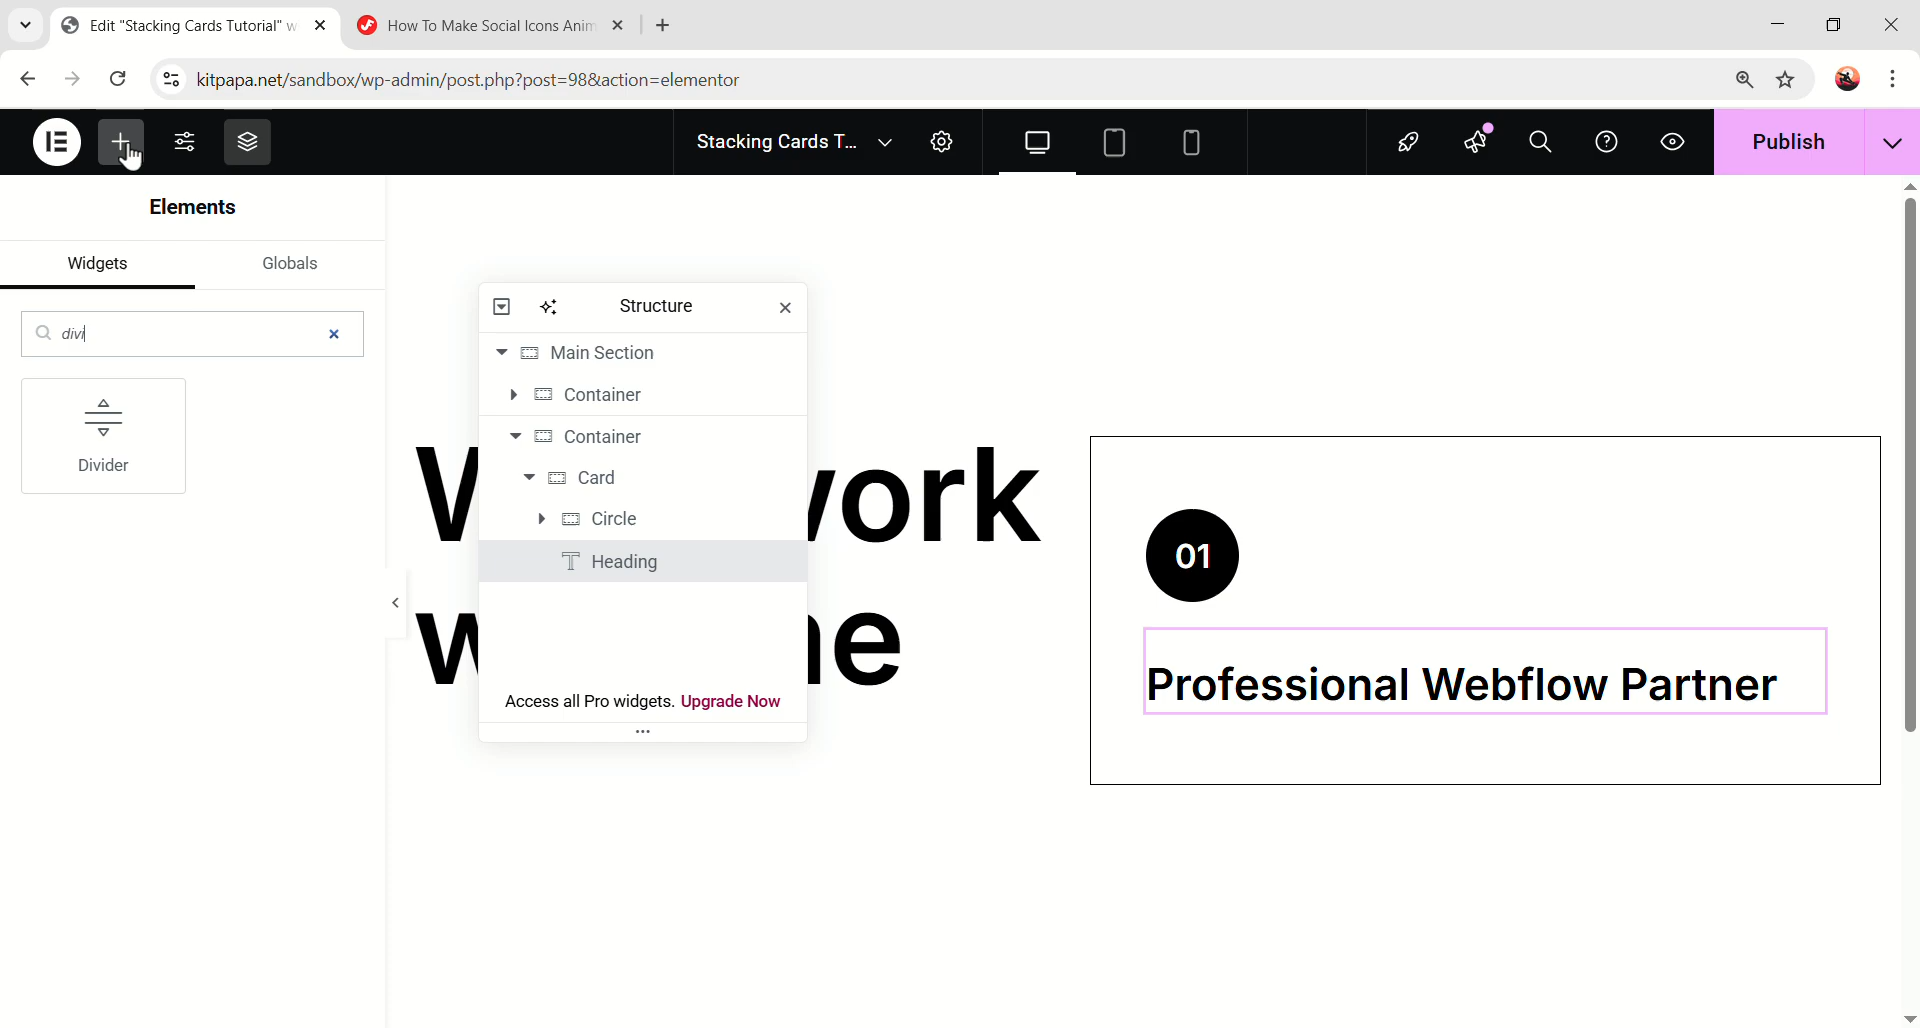 Edit "Stacking Cards Tutorial" w
How To Make Social Icons Anim
kitpapa.net/sandbox/wp-admin/post.php?post=98&action=elementor
Stacking Cards T...
Publish
Elements
Widgets
Globals
divi
Divider
Structure
Main Section
Container
Container
Card
Circle
Heading
Access all Pro widgets. Upgrade Now
work
01
Professional Webflow Partner